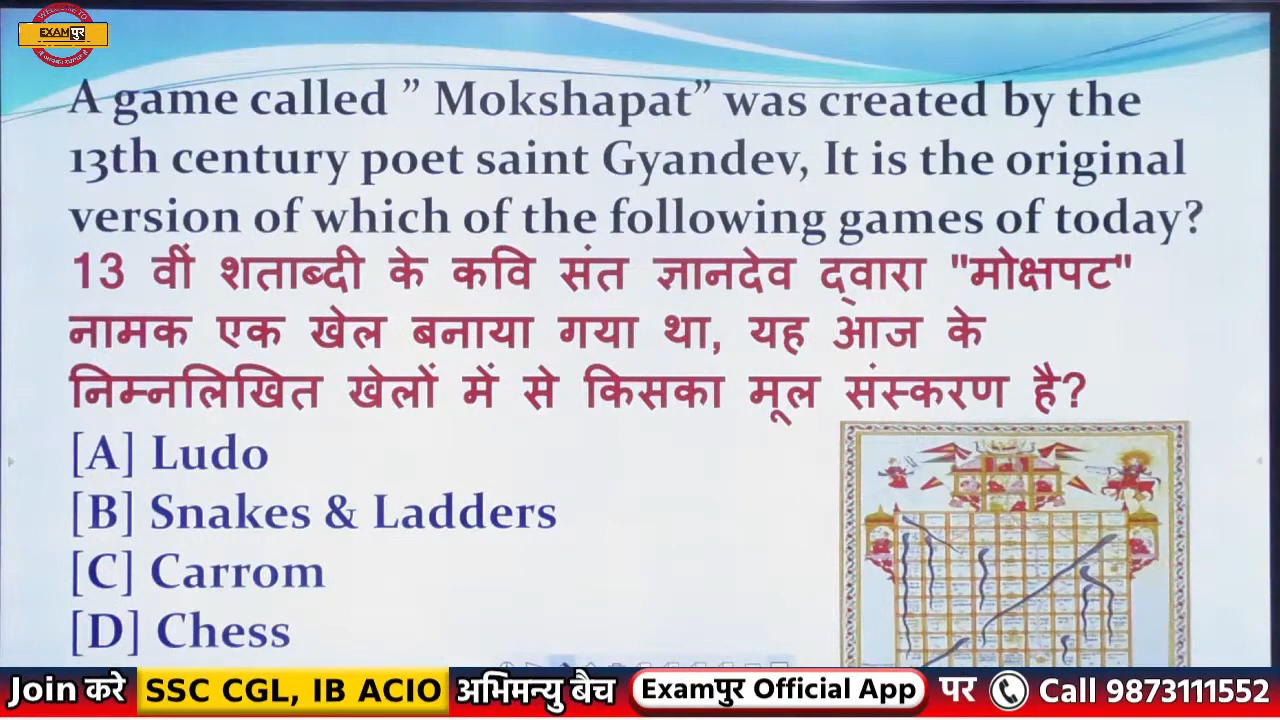 WELCOME TO
EXAMपुर
A game called ” Mokshapat” was created by the
13th century poet saint Gyandev, It is the original
version of which of the following games of today?
13 वीं शताब्दी के कवि संत ज्ञानदेव द्वारा "मोक्षपट"
नामक एक खेल बनाया गया था, यह आज के
निम्नलिखित खेलों में से किसका मूल संस्करण है?
[A] Ludo
[B] Snakes & Ladders
[C] Carrom
[D] Chess
Join करे SSC CGL, IB ACIO अभिमन्यु बैच Examपुर Official App पर Call 9873111552